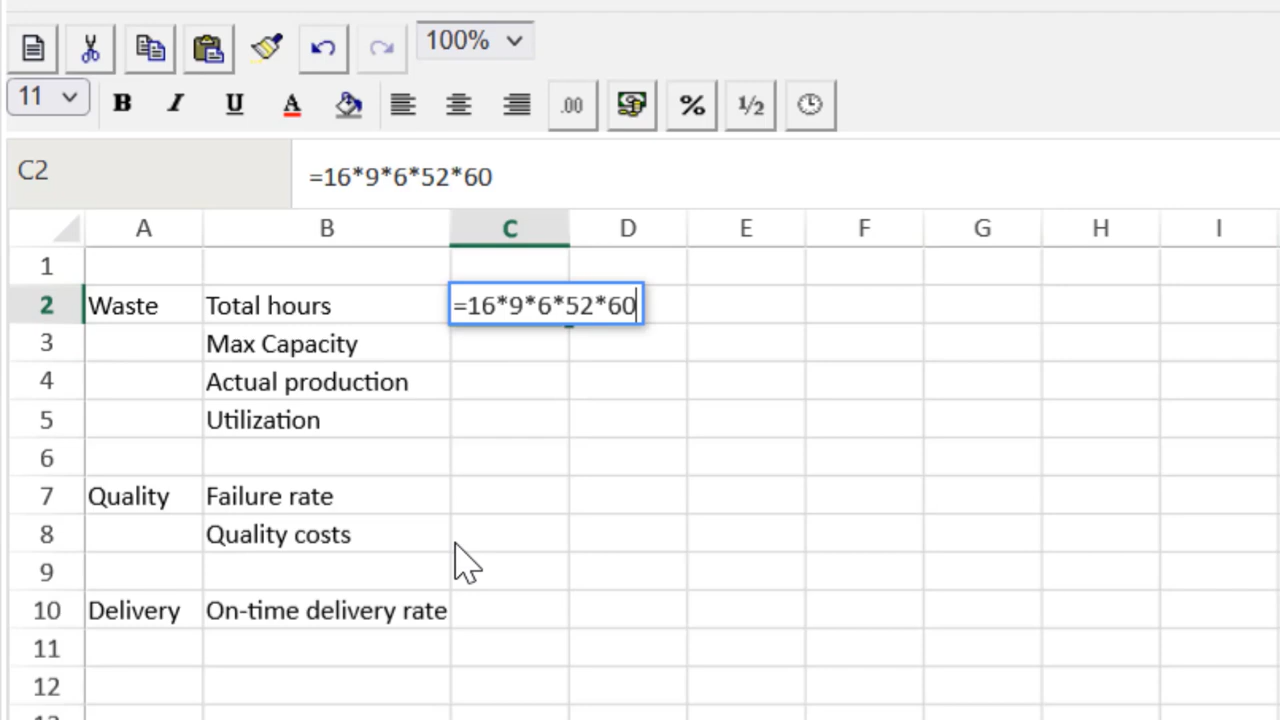 100%
11 B I U A .00 % 1/2
C2 =16*9*6*52*60
A B C D E F G H I
1
2 Waste Total hours =16*9*6*52*60
3 Max Capacity
4 Actual production
5 Utilization
6
7 Quality Failure rate
8 Quality costs
9
10 Delivery On-time delivery rate
11
12